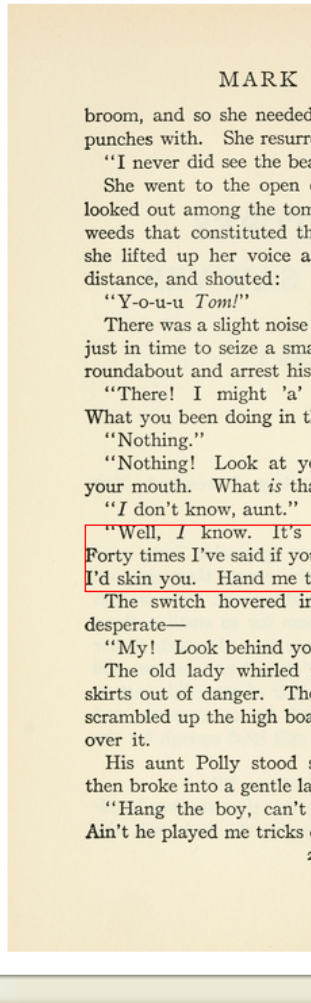 MARK
broom, and so she needed
punches with. She resurr
"I never did see the bea
She went to the open
looked out among the tom
weeds that constituted th
she lifted up her voice a
distance, and shouted:
"Y-o-u-u Tom!"
There was a slight noise
just in time to seize a sma
roundabout and arrest his
"There! I might 'a'
What you been doing in t
"Nothing."
"Nothing! Look at yo
your mouth. What is tha
"I don't know, aunt."
"Well, I know. It's
Forty times I've said if you
I'd skin you. Hand me t
The switch hovered in
desperate—
"My! Look behind yo
The old lady whirled
skirts out of danger. The
scrambled up the high boa
over it.
His aunt Polly stood s
then broke into a gentle la
"Hang the boy, can't
Ain't he played me tricks